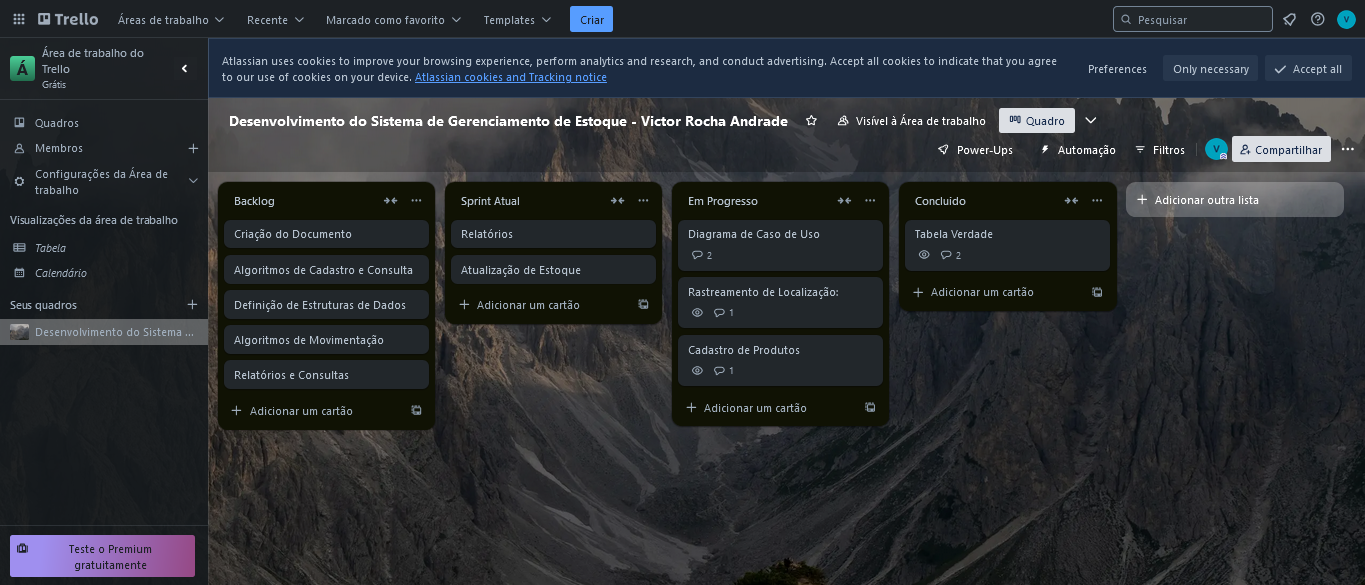 Trello
Áreas de trabalho
Recente
Marcado como favorito
Templates
Criar
Pesquisar
V
Á
Área de trabalho do
Trello
Grátis
Atlassian uses cookies to improve your browsing experience, perform analytics and research, and conduct advertising. Accept all cookies to indicate that you agree
to our use of cookies on your device. Atlassian cookies and Tracking notice
Preferences
Only necessary
Accept all
Quadros
Membros
Configurações da Área de
trabalho
Visualizações da área de trabalho
Tabela
Calendário
Seus quadros
Desenvolvimento do Sistema ...
Teste o Premium
gratuitamente
Desenvolvimento do Sistema de Gerenciamento de Estoque - Victor Rocha Andrade
Visível à Área de trabalho
Quadro
Power-Ups
Automação
Filtros
V
Compartilhar
Backlog
Criação do Documento
Algoritmos de Cadastro e Consulta
Definição de Estruturas de Dados
Algoritmos de Movimentação
Relatórios e Consultas
Adicionar um cartão
Sprint Atual
Relatórios
Atualização de Estoque
Adicionar um cartão
Em Progresso
Diagrama de Caso de Uso
2
Rastreamento de Localização:
1
Cadastro de Produtos
1
Adicionar um cartão
Concluído
Tabela Verdade
2
Adicionar um cartão
Adicionar outra lista